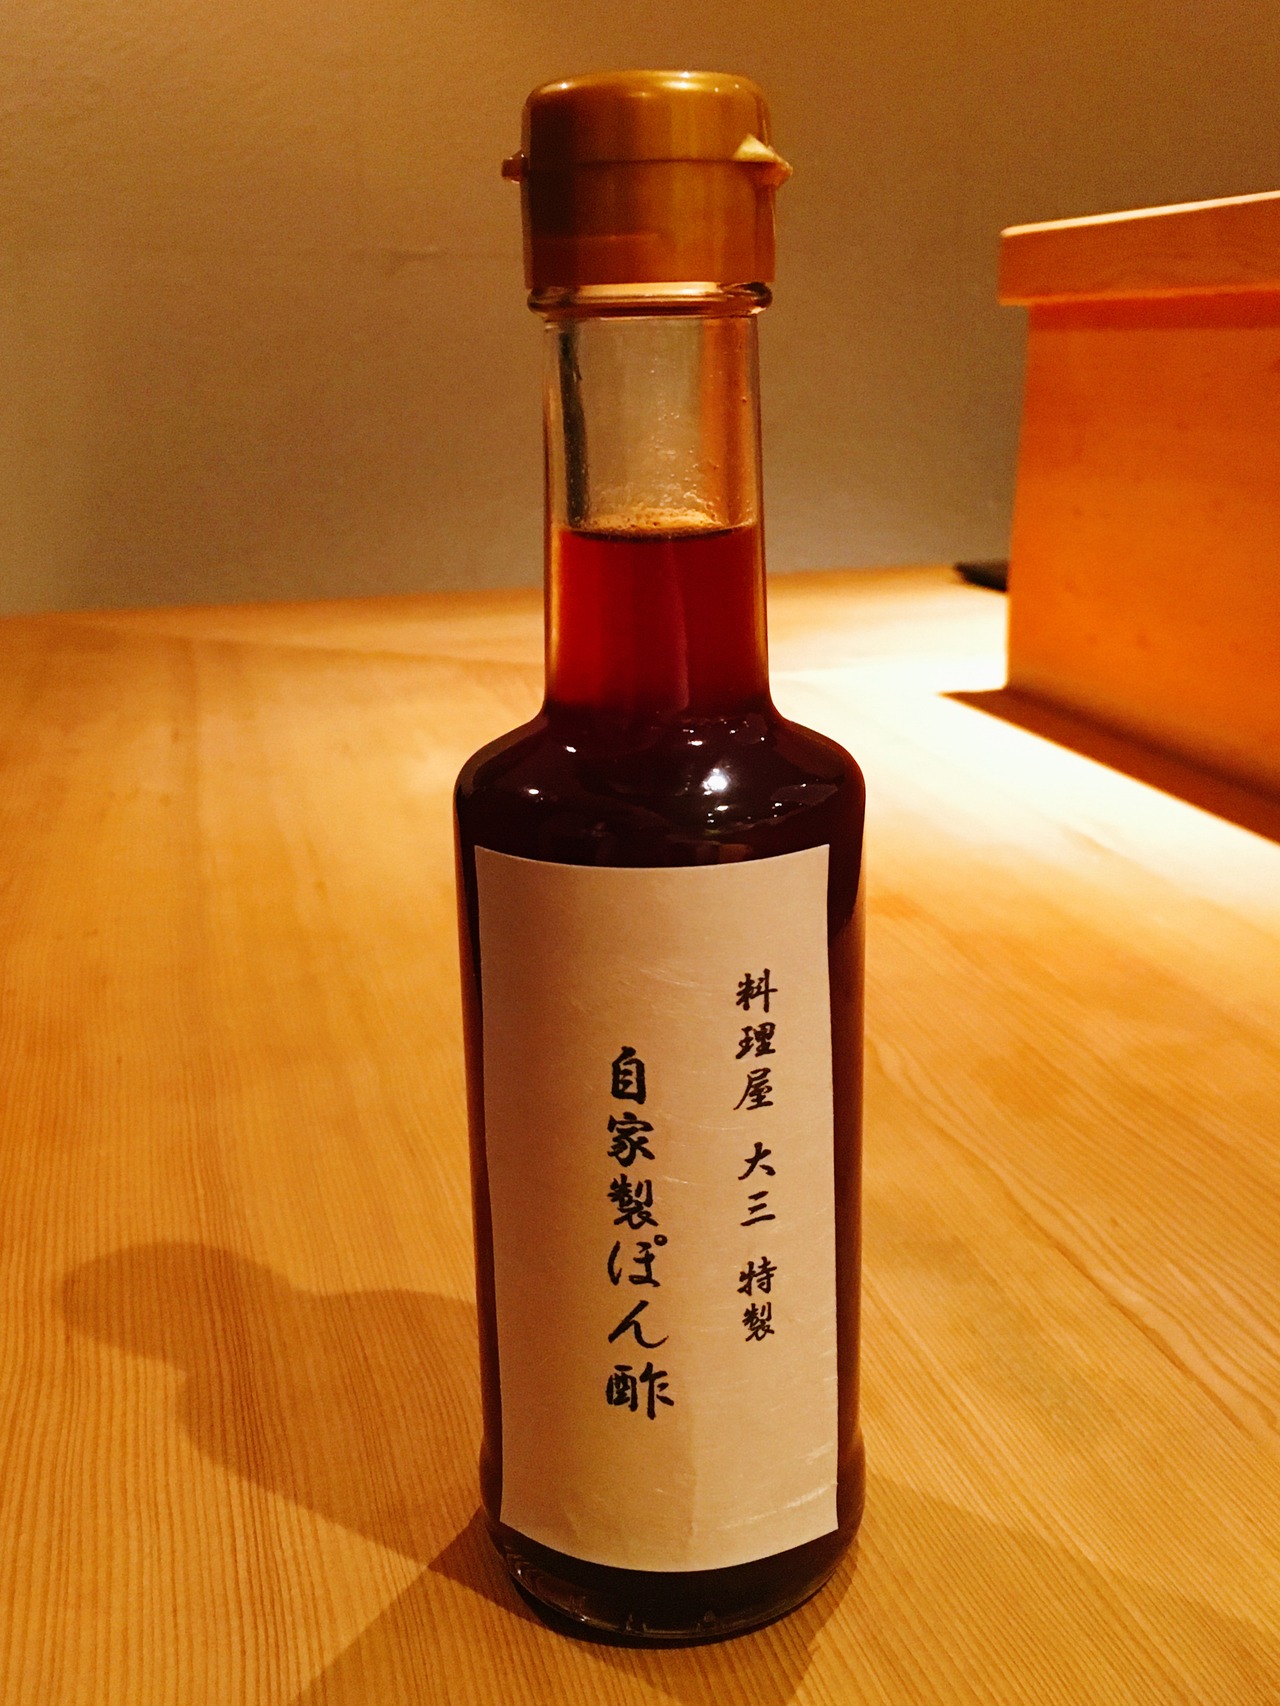 料理屋 大三 特製
自家製ぽん酢